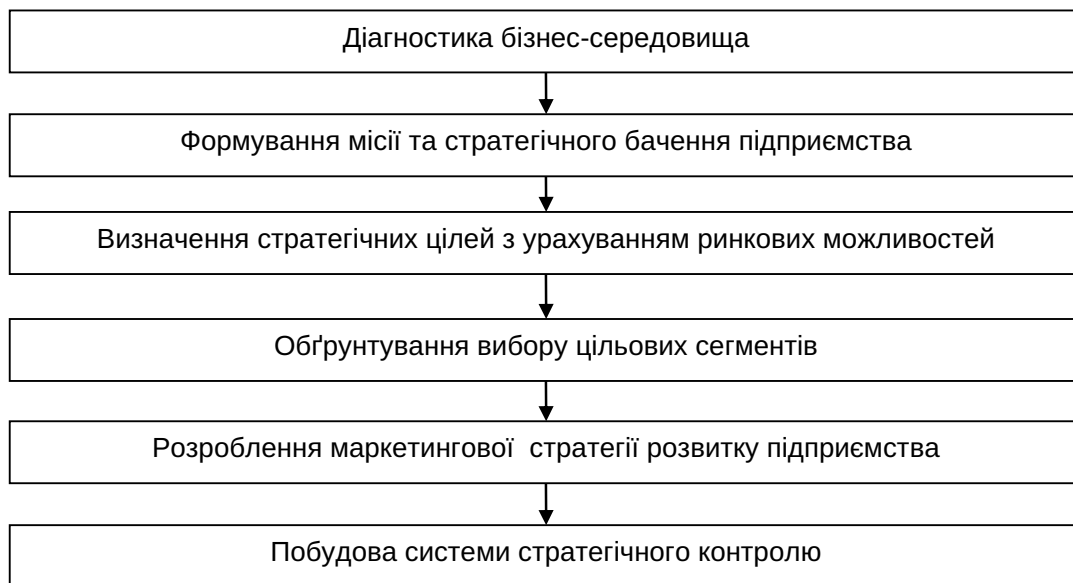 Діагностика бізнес-середовища
Формування місії та стратегічного бачення підприємства
Визначення стратегічних цілей з урахуванням ринкових можливостей
Обґрунтування вибору цільових сегментів
Розроблення маркетингової  стратегії розвитку підприємства
Побудова системи стратегічного контролю